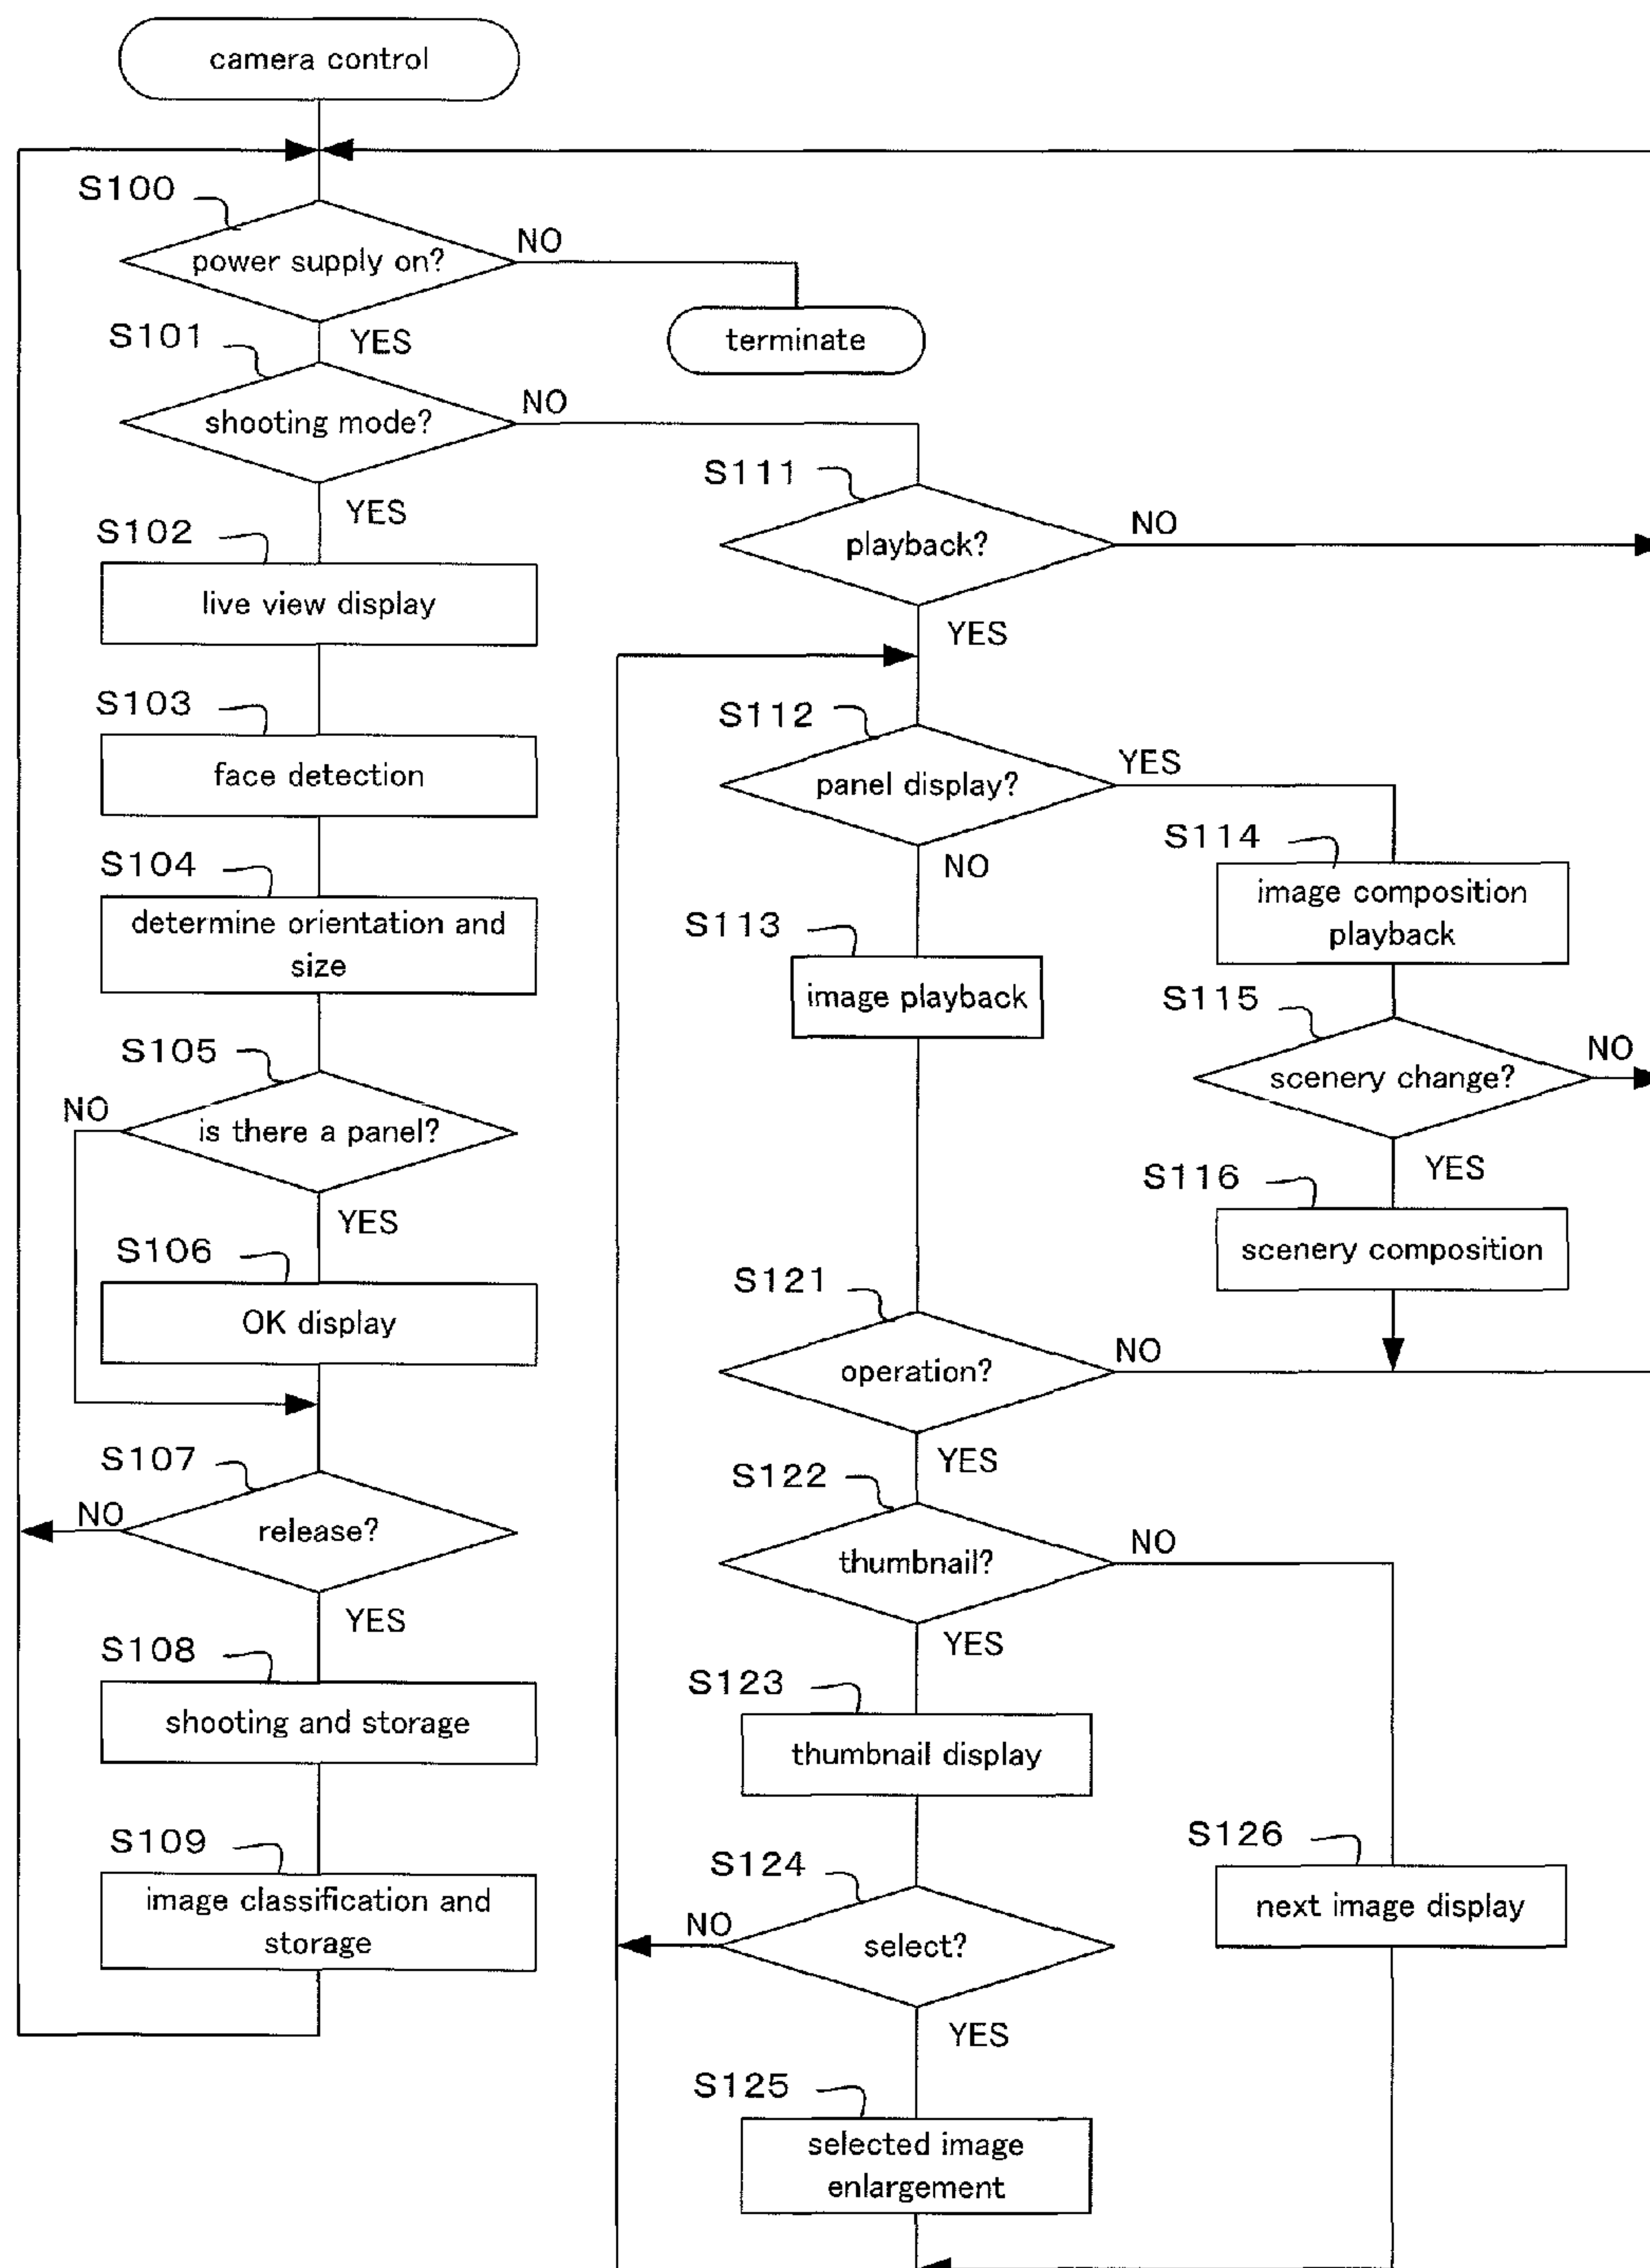 camera control
S100
power supply on?
NO
terminate
YES
S101
shooting mode?
NO
YES
S102
live view display
S103
face detection
S104
determine orientation and
size
S105
is there a panel?
NO
YES
S106
OK display
S107
release?
NO
YES
S108
shooting and storage
S109
image classification and
storage
S111
playback?
NO
YES
S112
panel display?
YES
NO
S113
image playback
S114
image composition
playback
S115
scenery change?
NO
YES
S116
scenery composition
S121
operation?
NO
YES
S122
thumbnail?
NO
YES
S123
thumbnail display
S124
select?
NO
YES
S125
selected image
enlargement
S126
next image display